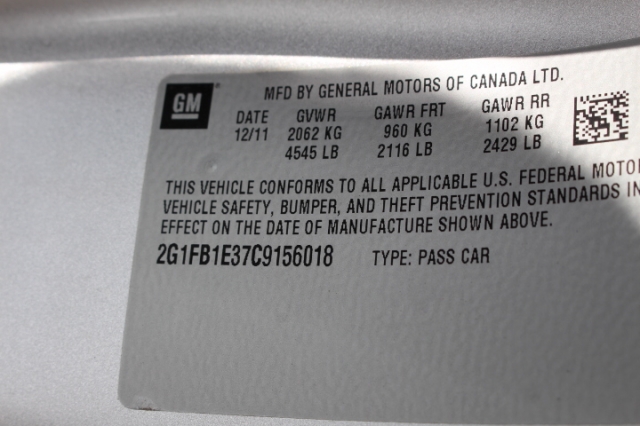 GM
MFD BY GENERAL MOTORS OF CANADA LTD.
DATE GVWR GAWR FRT GAWR RR
12/11 2062 KG 960 KG 1102 KG
4545 LB 2116 LB 2429 LB
THIS VEHICLE CONFORMS TO ALL APPLICABLE U.S. FEDERAL MOTO
VEHICLE SAFETY, BUMPER, AND THEFT PREVENTION STANDARDS IN
EFFECT ON THE DATE OF MANUFACTURE SHOWN ABOVE.
2G1FB1E37C9156018 TYPE: PASS CAR